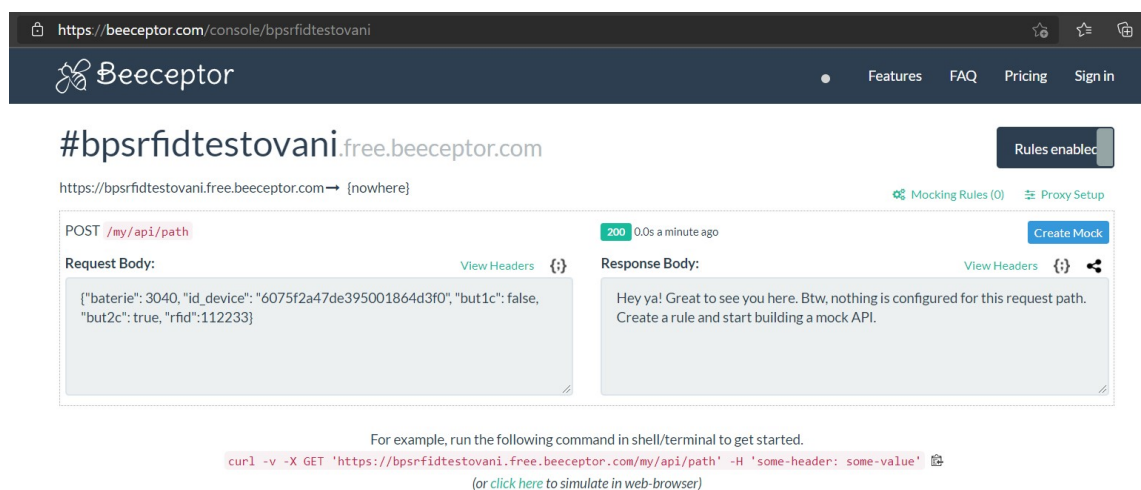 https://beeceptor.com/console/bpsrfidtestovani
Beeceptor
Features FAQ Pricing Sign in
#bpsrfidtestovani.free.beeceptor.com
Rules enabled
https://bpsrfidtestovani.free.beeceptor.com→ {nowhere}
Mocking Rules (0) Proxy Setup
POST /my/api/path
200 0.0s a minute ago
Create Mock
Request Body:
View Headers {;}
Response Body:
View Headers {;}
{"baterie": 3040, "id_device": "6075f2a47de395001864d3f0", "but1c": false,
"but2c": true, "rfid":112233}
Hey ya! Great to see you here. Btw, nothing is configured for this request path.
Create a rule and start building a mock API.
For example, run the following command in shell/terminal to get started.
curl -v -X GET 'https://bpsrfidtestovani.free.beeceptor.com/my/api/path' -H 'some-header: some-value'
(or click here to simulate in web-browser)